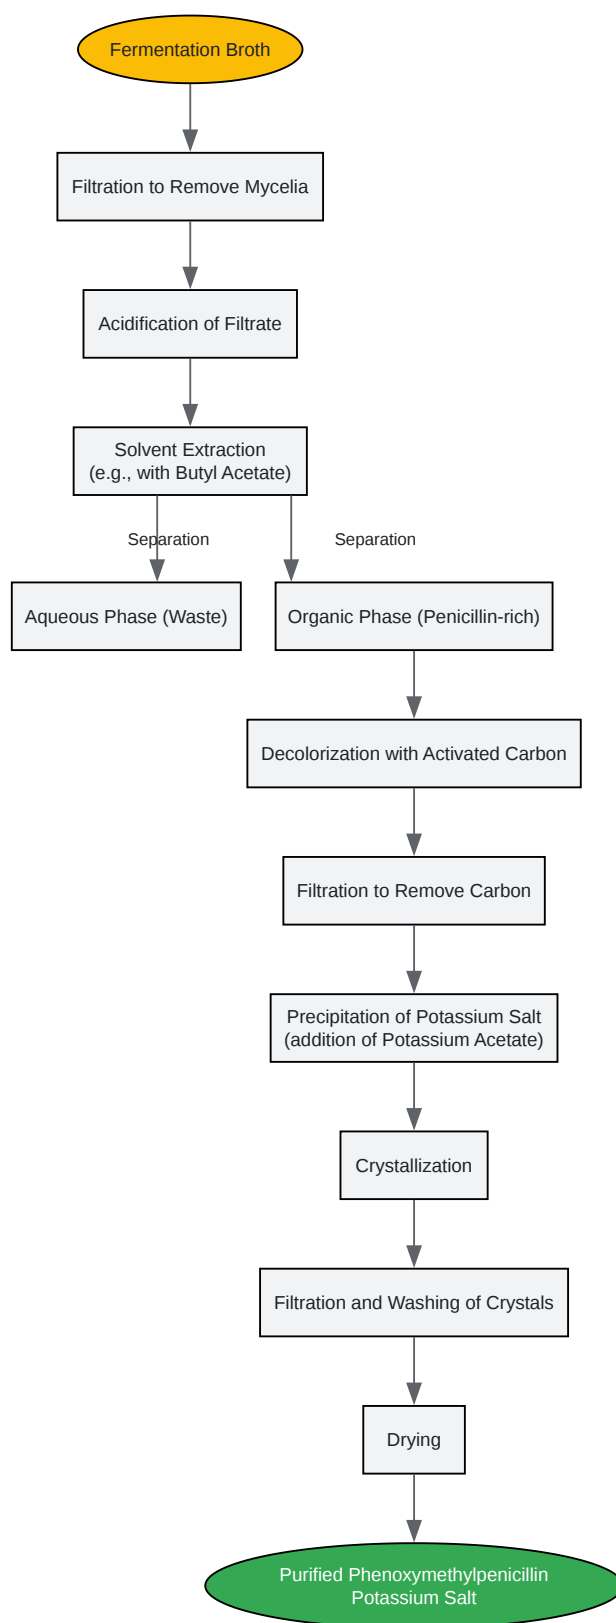 Fermentation Broth
Filtration to Remove Mycelia
Acidification of Filtrate
Solvent Extraction
(e.g., with Butyl Acetate)
Separation
Separation
Aqueous Phase (Waste)
Organic Phase (Penicillin-rich)
Decolorization with Activated Carbon
Filtration to Remove Carbon
Precipitation of Potassium Salt
(addition of Potassium Acetate)
Crystallization
Filtration and Washing of Crystals
Drying
Purified Phenoxymethylpenicillin
Potassium Salt